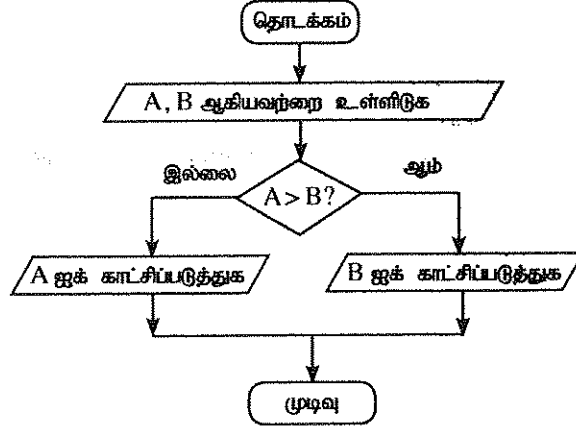 தொடக்கம்
A, B ஆகியவற்றை உள்ளிடுக
இல்லை
ஆம்
A > B?
A ஐக் காட்சிப்படுத்துக
B ஐக் காட்சிப்படுத்துக
முடிவு